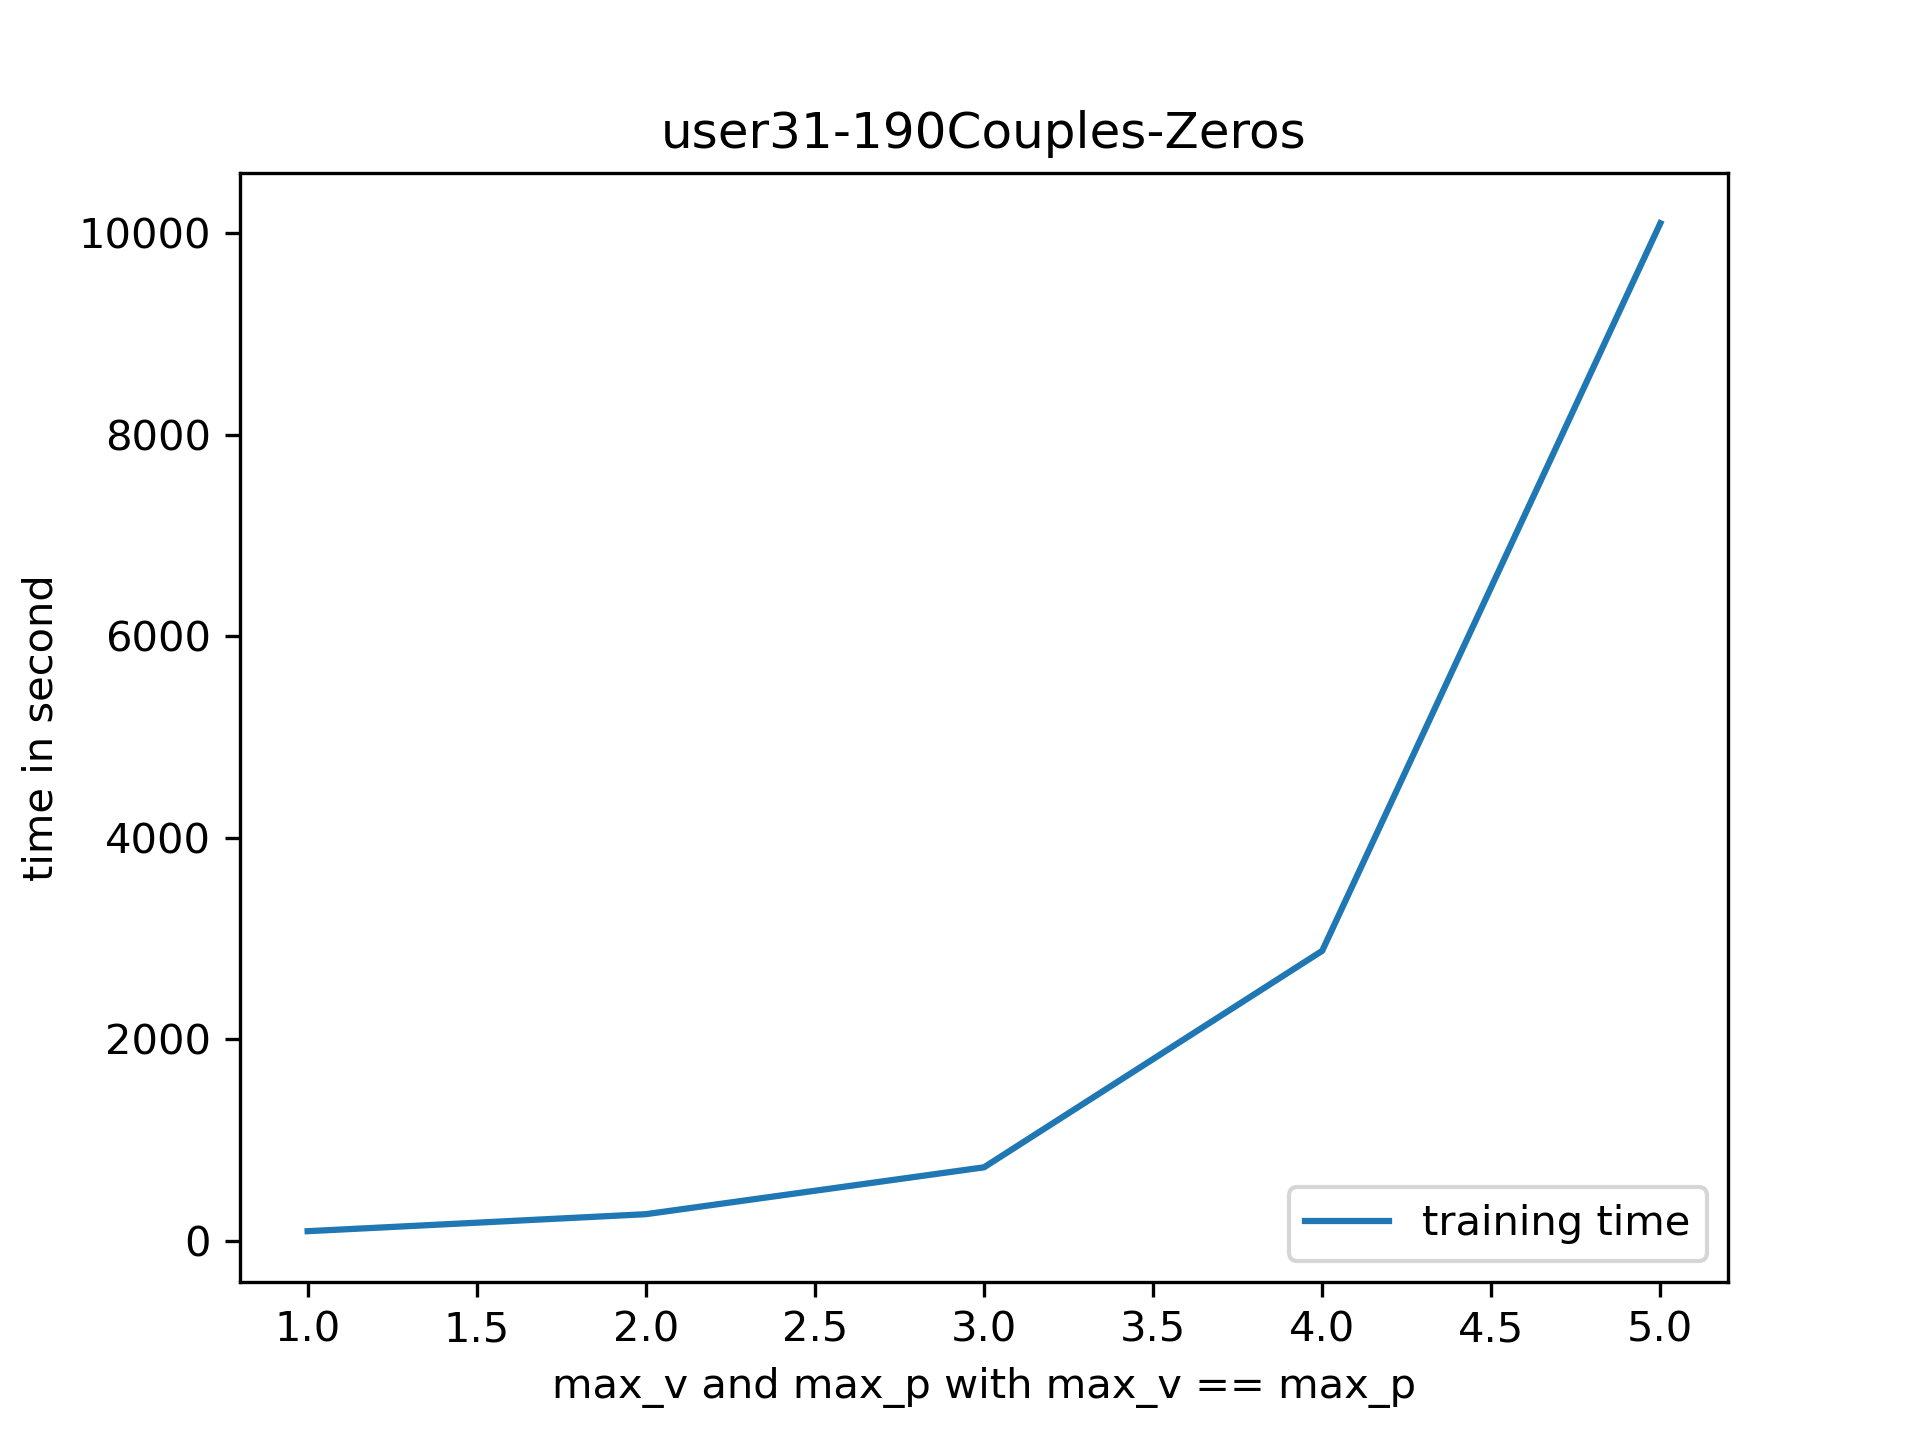 user31-190Couples-Zeros
10000
8000
6000
4000
2000
0
time in second
training time
1.0 1.5 2.0 2.5 3.0 3.5 4.0 4.5 5.0
max_v and max_p with max_v == max_p